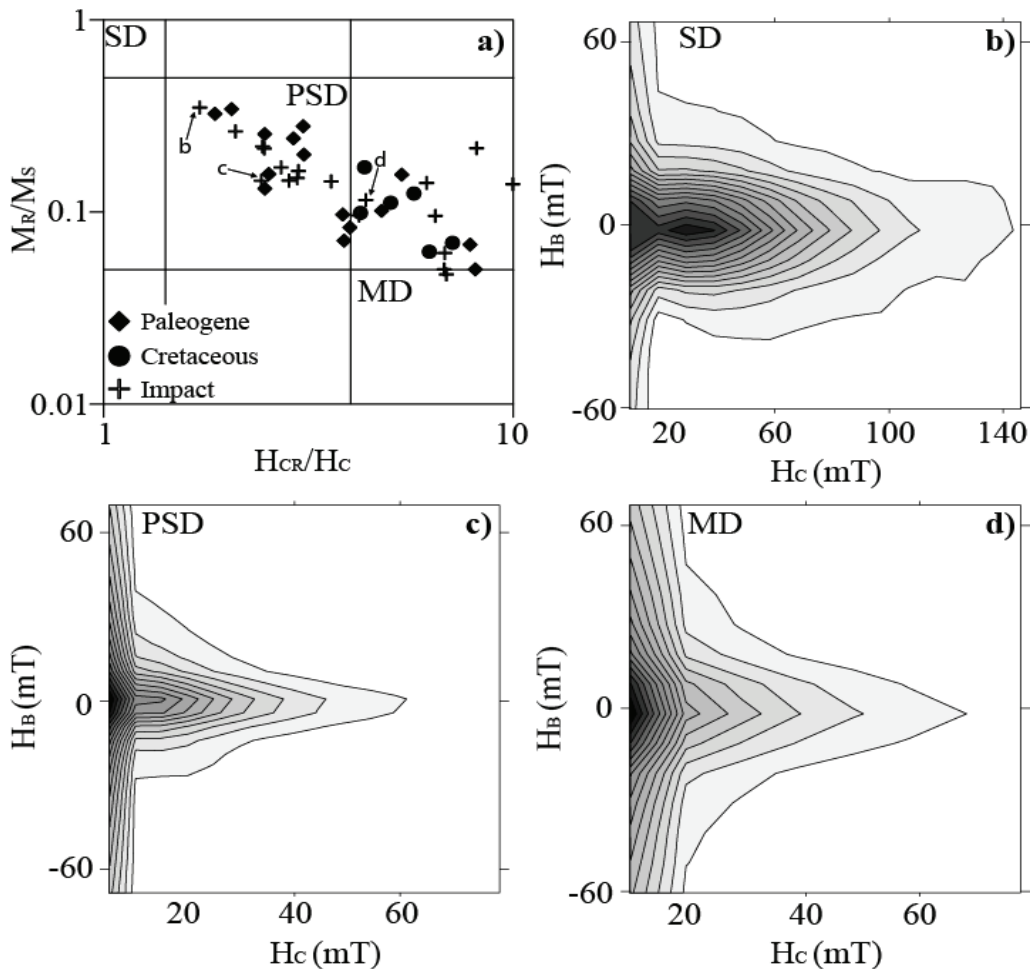 1
SD
a)
PSD
b
c
d
0.1
MR/MS
MD
Paleogene
Cretaceous
Impact
0.01
1
10
HCR/HC
60
SD
b)
HB (mT)
0
-60
20
60
100
140
HC (mT)
60
PSD
c)
HB (mT)
0
-60
20
40
60
HC (mT)
60
MD
d)
HB (mT)
0
-60
20
40
60
HC (mT)